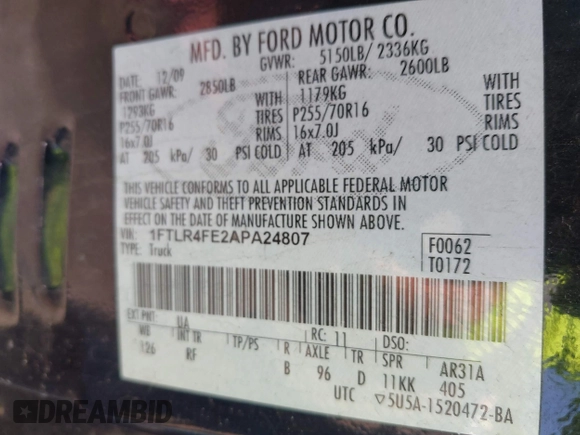 MFD. BY FORD MOTOR CO.
GVWR: 5150LB/ 2336KG
DATE: 12/09
FRONT GAWR: 2850LB
REAR GAWR: 2600LB
1293KG WITH
1179KG WITH
P255/70R16 TIRES
P255/70R16 TIRES
16x7.0J RIMS
16x7.0J RIMS
AT 205 kPa/ 30 PSI COLD
AT 205 kPa/ 30 PSI COLD
THIS VEHICLE CONFORMS TO ALL APPLICABLE FEDERAL MOTOR
VEHICLE SAFETY AND THEFT PREVENTION STANDARDS IN
EFFECT ON THE DATE OF MANUFACTURE SHOWN ABOVE.
VIN: 1FTLR4FE2APA24807
TYPE: Truck
F0062
T0172
EXT PNT: UA RC: 11 DSO:
WB INT TR TP/PS R AXLE TR SPR AR31A
126 RF B 96 D 11KK 405
UTC ▽5U5A-1520472-BA
DREAMBID
DREAMBID.COM